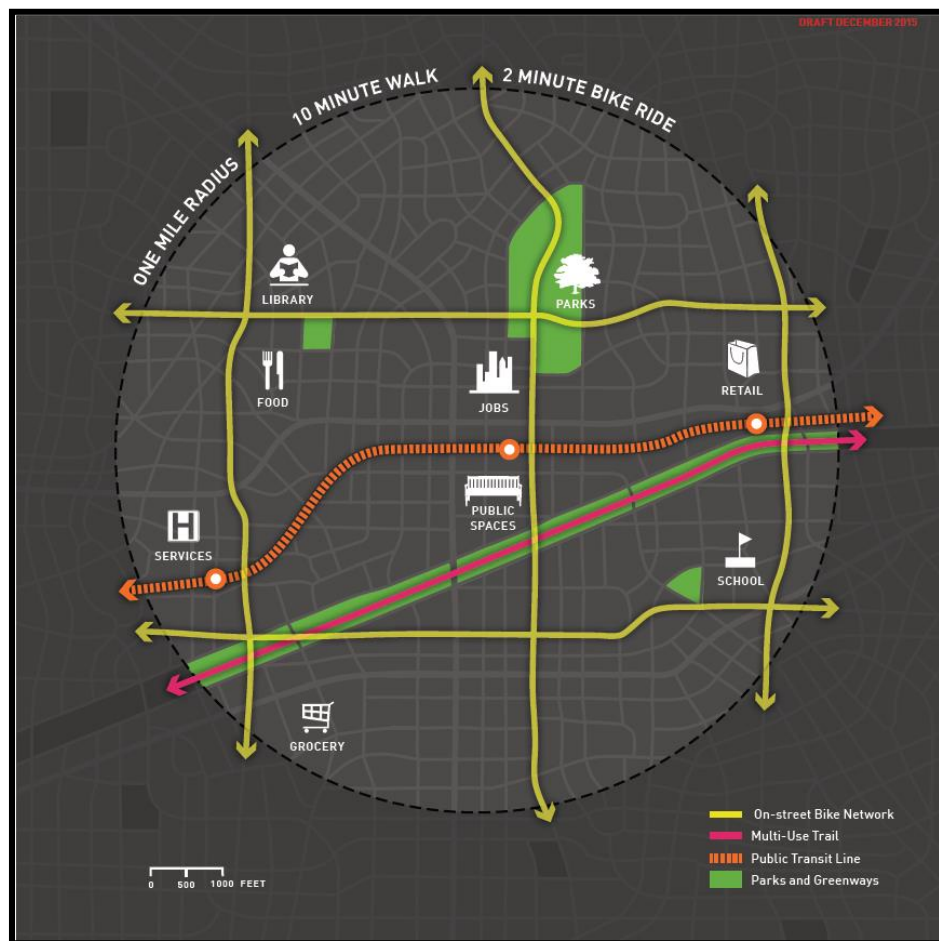 DRAFT DECEMBER 2015
ONE MILE RADIUS
10 MINUTE WALK
2 MINUTE BIKE RIDE
LIBRARY
PARKS
FOOD
JOBS
RETAIL
PUBLIC
SPACES
SERVICES
SCHOOL
GROCERY
On-street Bike Network
Multi-Use Trail
Public Transit Line
Parks and Greenways
0 500 1000 FEET